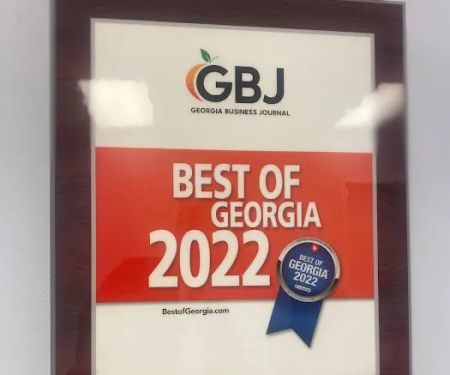 GBJ
GEORGIA BUSINESS JOURNAL
BEST OF
GEORGIA
2022
BEST OF
GEORGIA
2022
BestofGeorgia.com